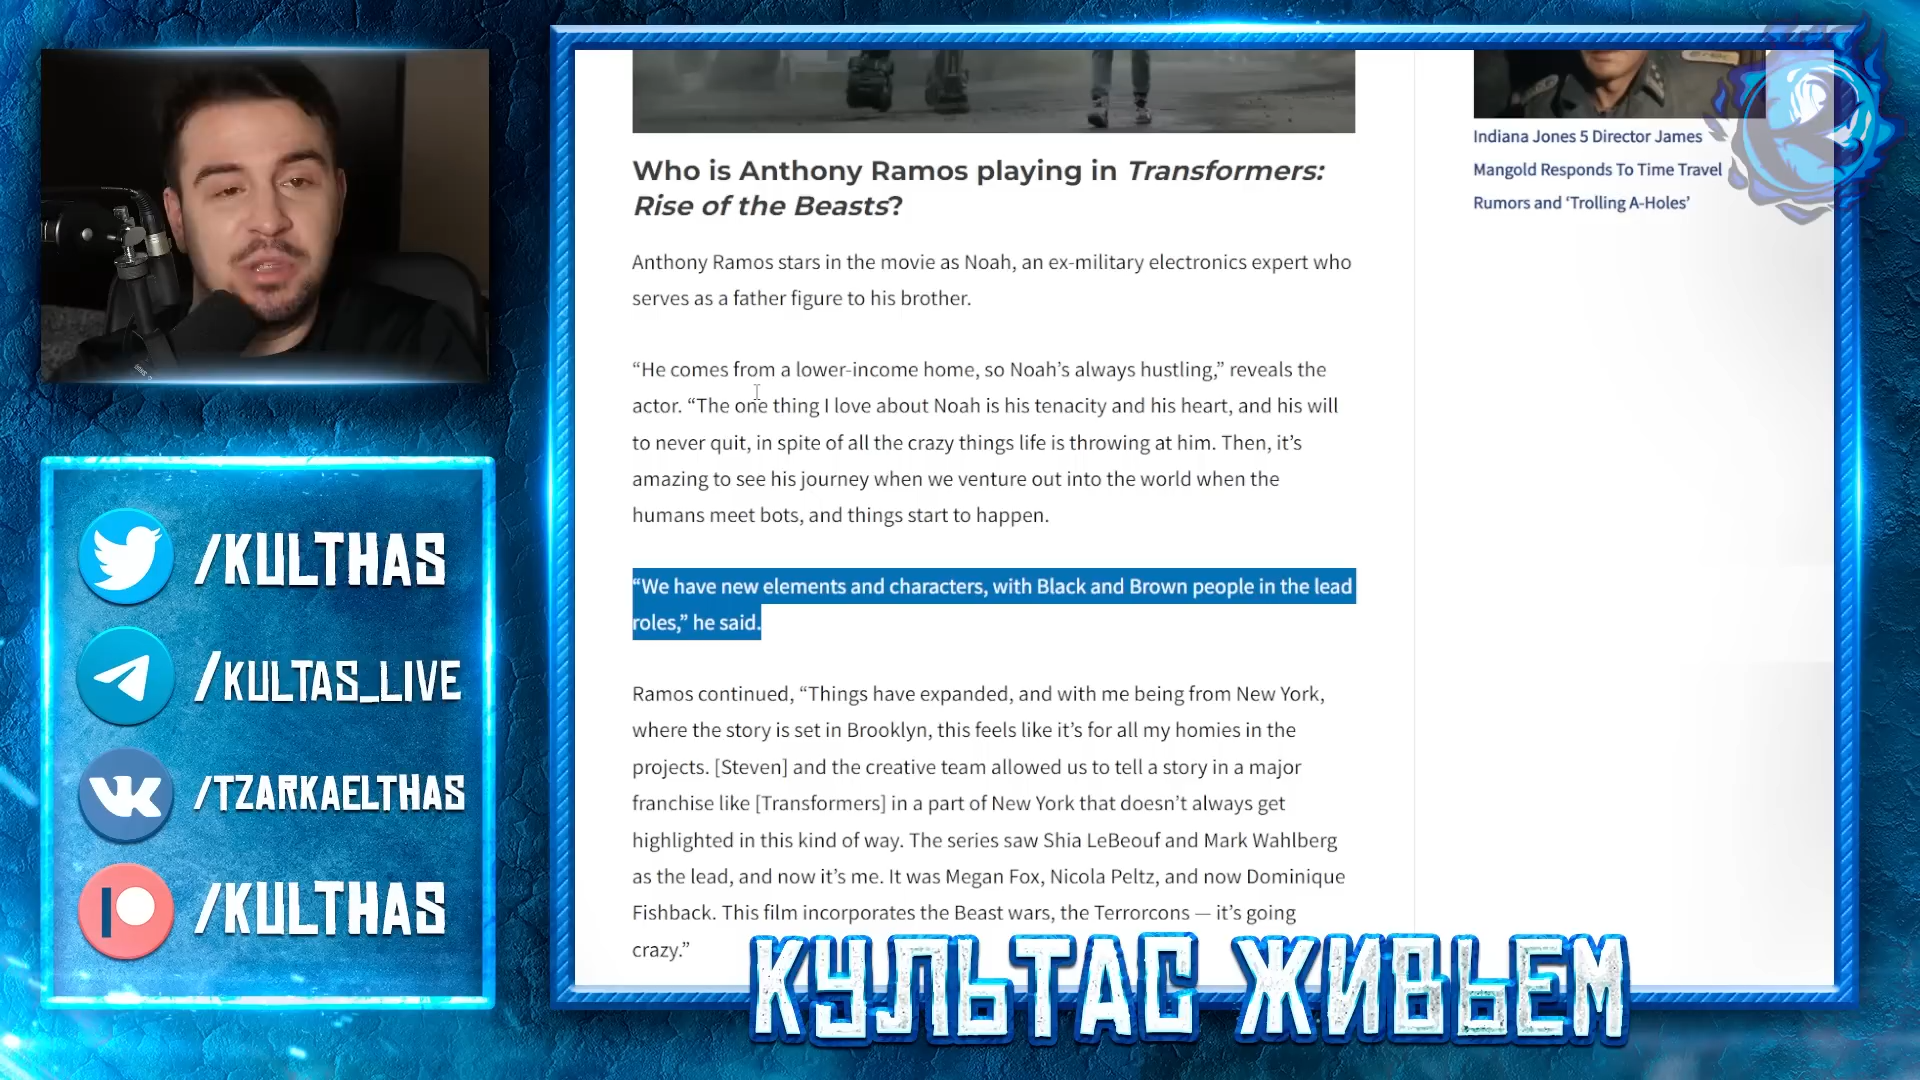 /KULTHAS
/KULTAS_LIVE
/TZARKAELTHAS
/KULTHAS
Who is Anthony Ramos playing in Transformers:
Rise of the Beasts?
Anthony Ramos stars in the movie as Noah, an ex-military electronics expert who
serves as a father figure to his brother.
“He comes from a lower-income home, so Noah’s always hustling,” reveals the
actor. “The one thing I love about Noah is his tenacity and his heart, and his will
to never quit, in spite of all the crazy things life is throwing at him. Then, it’s
amazing to see his journey when we venture out into the world when the
humans meet bots, and things start to happen.
“We have new elements and characters, with Black and Brown people in the lead
roles,” he said.
Ramos continued, “Things have expanded, and with me being from New York,
where the story is set in Brooklyn, this feels like it’s for all my homies in the
projects. [Steven] and the creative team allowed us to tell a story in a major
franchise like [Transformers] in a part of New York that doesn’t always get
highlighted in this kind of way. The series saw Shia LeBeouf and Mark Wahlberg
as the lead, and now it’s me. It was Megan Fox, Nicola Peltz, and now Dominique
Fishback. This film incorporates the Beast wars, the Terrorcons — it’s going
crazy.”
Indiana Jones 5 Director James
Mangold Responds To Time Travel
Rumors and ‘Trolling A-Holes’
КУЛЬТАС ЖИВЬЕМ